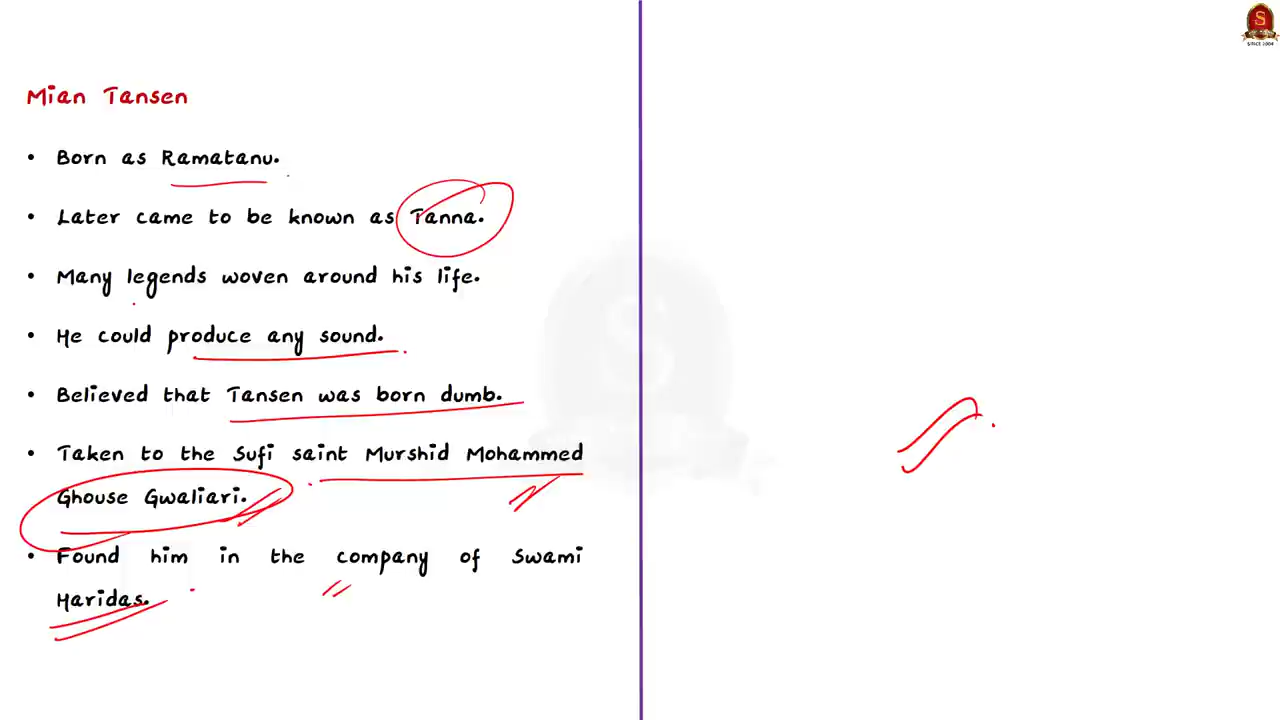 S
SINCE 2004
Mian Tansen
• Born as Ramatanu.
• Later came to be known as Tanna.
• Many legends woven around his life.
• He could produce any sound.
• Believed that Tansen was born dumb.
• Taken to the Sufi saint Murshid Mohammed
Ghouse Gwaliari.
• Found him in the company of Swami
Haridas.